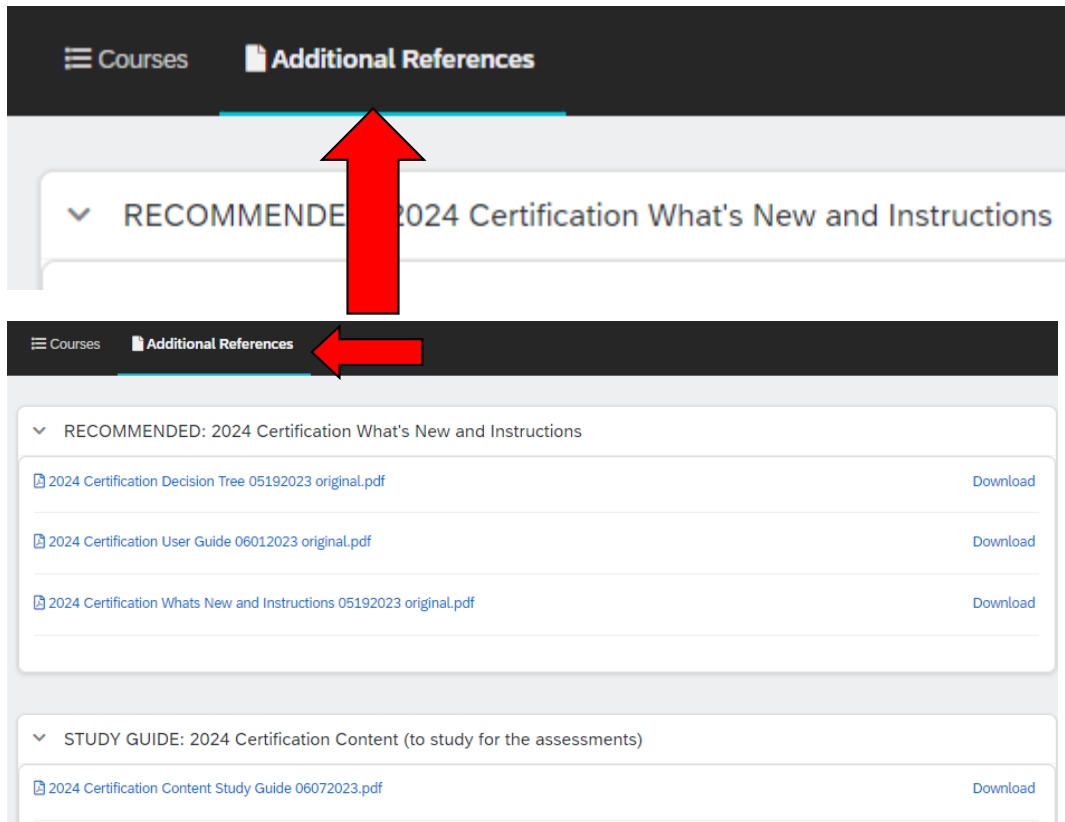 Courses Additional References
RECOMMENDE 2024 Certification What's New and Instructions
Courses Additional References
RECOMMENDED: 2024 Certification What's New and Instructions
2024 Certification Decision Tree 05192023 original.pdf Download
2024 Certification User Guide 06012023 original.pdf Download
2024 Certification Whats New and Instructions 05192023 original.pdf Download
STUDY GUIDE: 2024 Certification Content (to study for the assessments)
2024 Certification Content Study Guide 06072023.pdf Download